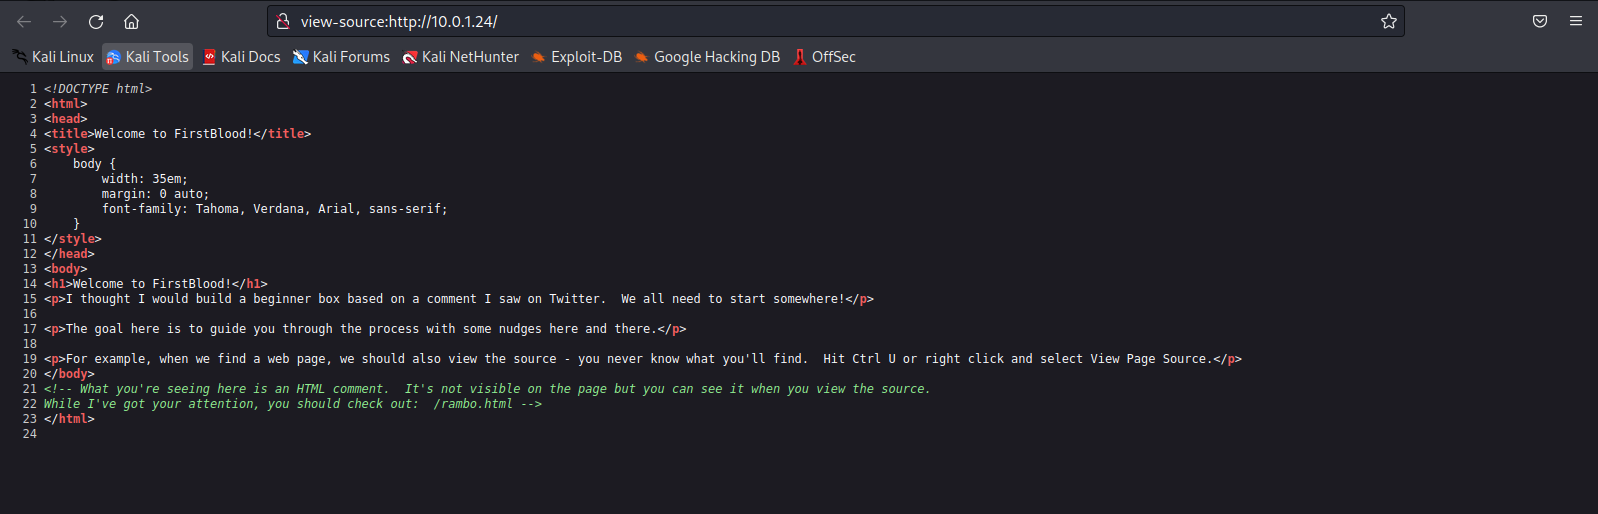 view-source:http://10.0.1.24/
Kali Linux Kali Tools Kali Docs Kali Forums Kali NetHunter Exploit-DB Google Hacking DB OffSec
1 <!DOCTYPE html>
2 <html>
3 <head>
4 <title>Welcome to FirstBlood!</title>
5 <style>
6     body {
7         width: 35em;
8         margin: 0 auto;
9         font-family: Tahoma, Verdana, Arial, sans-serif;
10     }
11 </style>
12 </head>
13 <body>
14 <h1>Welcome to FirstBlood!</h1>
15 <p>I thought I would build a beginner box based on a comment I saw on Twitter.  We all need to start somewhere!</p>
16
17 <p>The goal here is to guide you through the process with some nudges here and there.</p>
18
19 <p>For example, when we find a web page, we should also view the source - you never know what you'll find.  Hit Ctrl U or right click and select View Page Source.</p>
20 </body>
21 <!-- What you're seeing here is an HTML comment.  It's not visible on the page but you can see it when you view the source.
22 While I've got your attention, you should check out:  /rambo.html -->
23 </html>
24